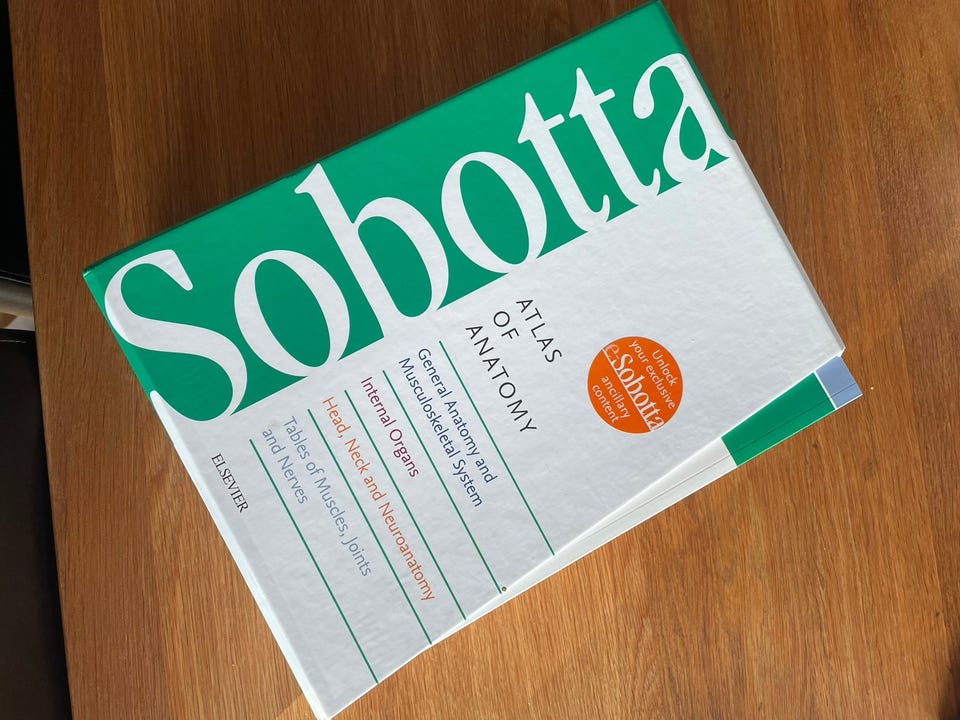 Sobotta
ATLAS
OF
ANATOMY
Unlock
your exclusive
e.Sobotta
ancillary
content
General Anatomy and
Musculoskeletal System
Internal Organs
Head, Neck and Neuroanatomy
Tables of Muscles, Joints
and Nerves
ELSEVIER